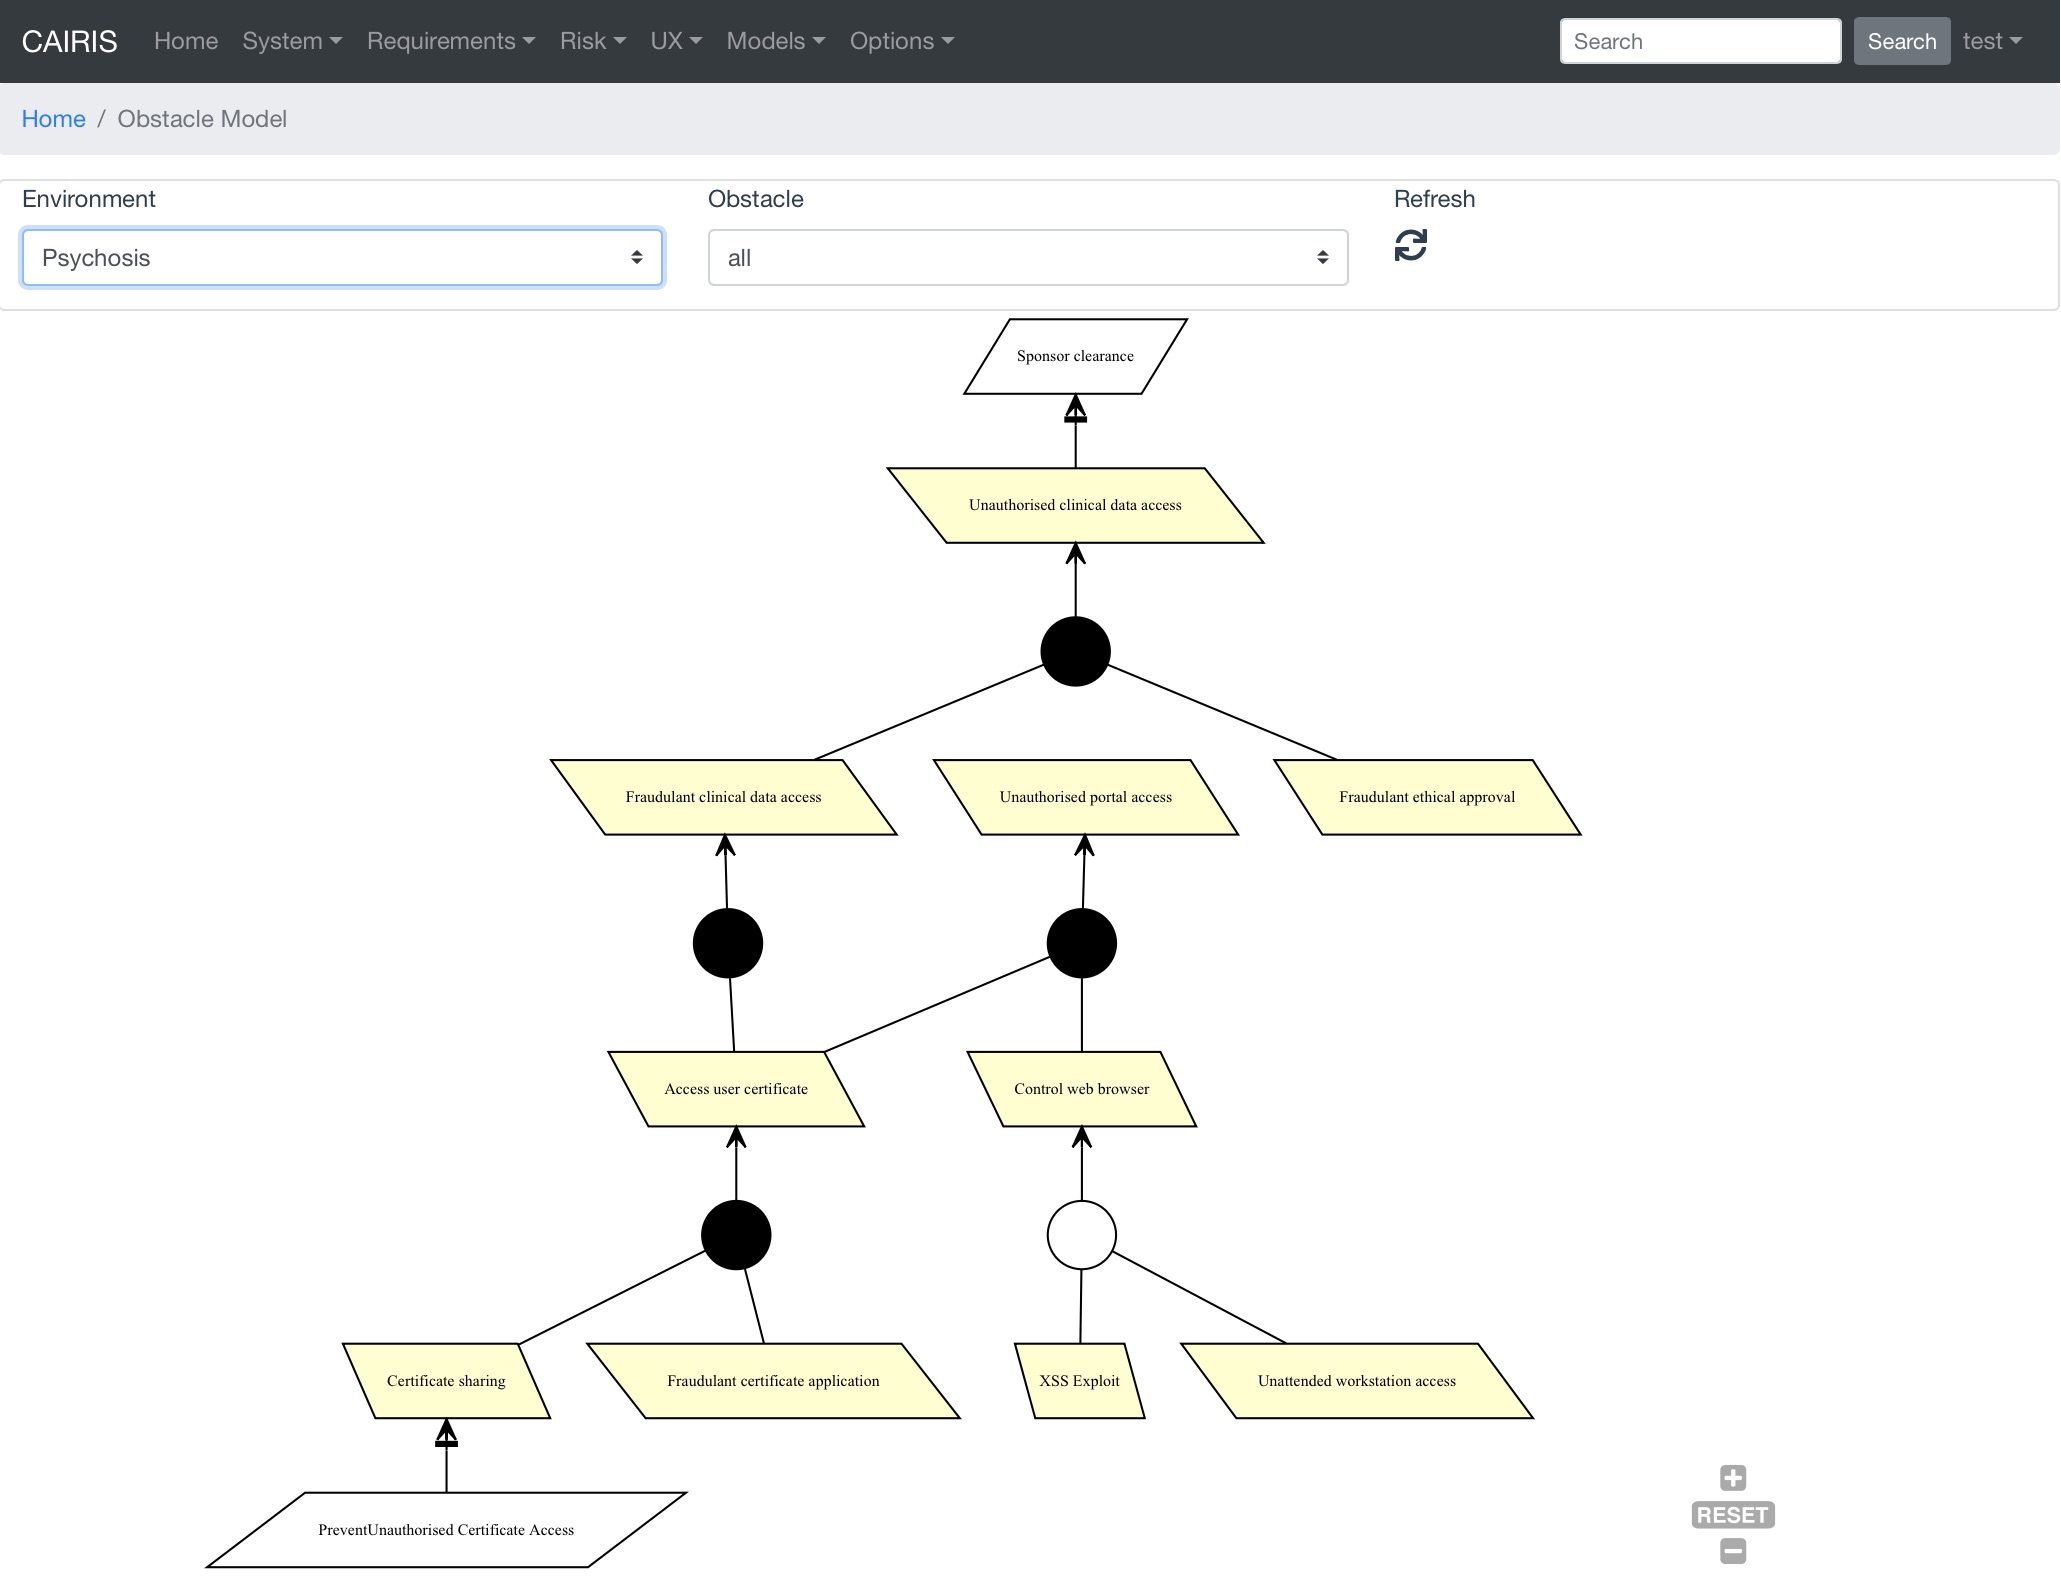 CAIRIS Home System Requirements Risk UX Models Options Search Search test
Home / Obstacle Model
Environment Obstacle Refresh
Psychosis all
Sponsor clearance
Unauthorised clinical data access
Fraudulant clinical data access Unauthorised portal access Fraudulant ethical approval
Access user certificate Control web browser
Certificate sharing Fraudulant certificate application XSS Exploit Unattended workstation access
PreventUnauthorised Certificate Access
RESET